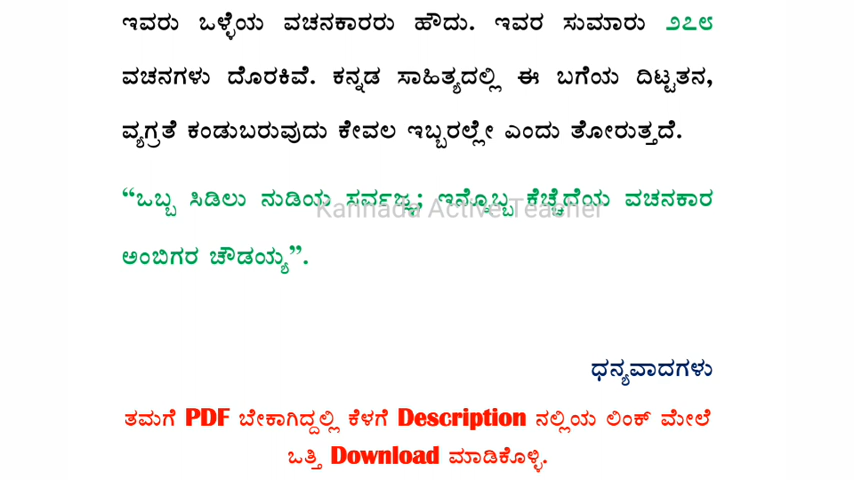 ಇವರು ಒಳ್ಳೆಯ ವಚನಕಾರರು ಹೌದು. ಇವರ ಸುಮಾರು ೨೭೮
ವಚನಗಳು ದೊರಕಿವೆ. ಕನ್ನಡ ಸಾಹಿತ್ಯದಲ್ಲಿ ಈ ಬಗೆಯ ದಿಟ್ಟತನ,
ವ್ಯಗ್ರತೆ ಕಂಡುಬರುವುದು ಕೇವಲ ಇಬ್ಬರಲ್ಲೇ ಎಂದು ತೋರುತ್ತದೆ.
“ಒಬ್ಬ ಸಿಡಿಲು ನುಡಿಯ ಸರ್ವಜ್ಞ; ಇನ್ನೊಬ್ಬ ಕೆಚ್ಚೆದೆಯ ವಚನಕಾರ
Kannada Active Teacher
ಅಂಬಿಗರ ಚೌಡಯ್ಯ”.
ಧನ್ಯವಾದಗಳು
ತಮಗೆ PDF ಬೇಕಾಗಿದ್ದಲ್ಲಿ ಕೆಳಗೆ Description ನಲ್ಲಿಯ ಲಿಂಕ್ ಮೇಲೆ
ಒತ್ತಿ Download ಮಾಡಿಕೊಳ್ಳಿ.